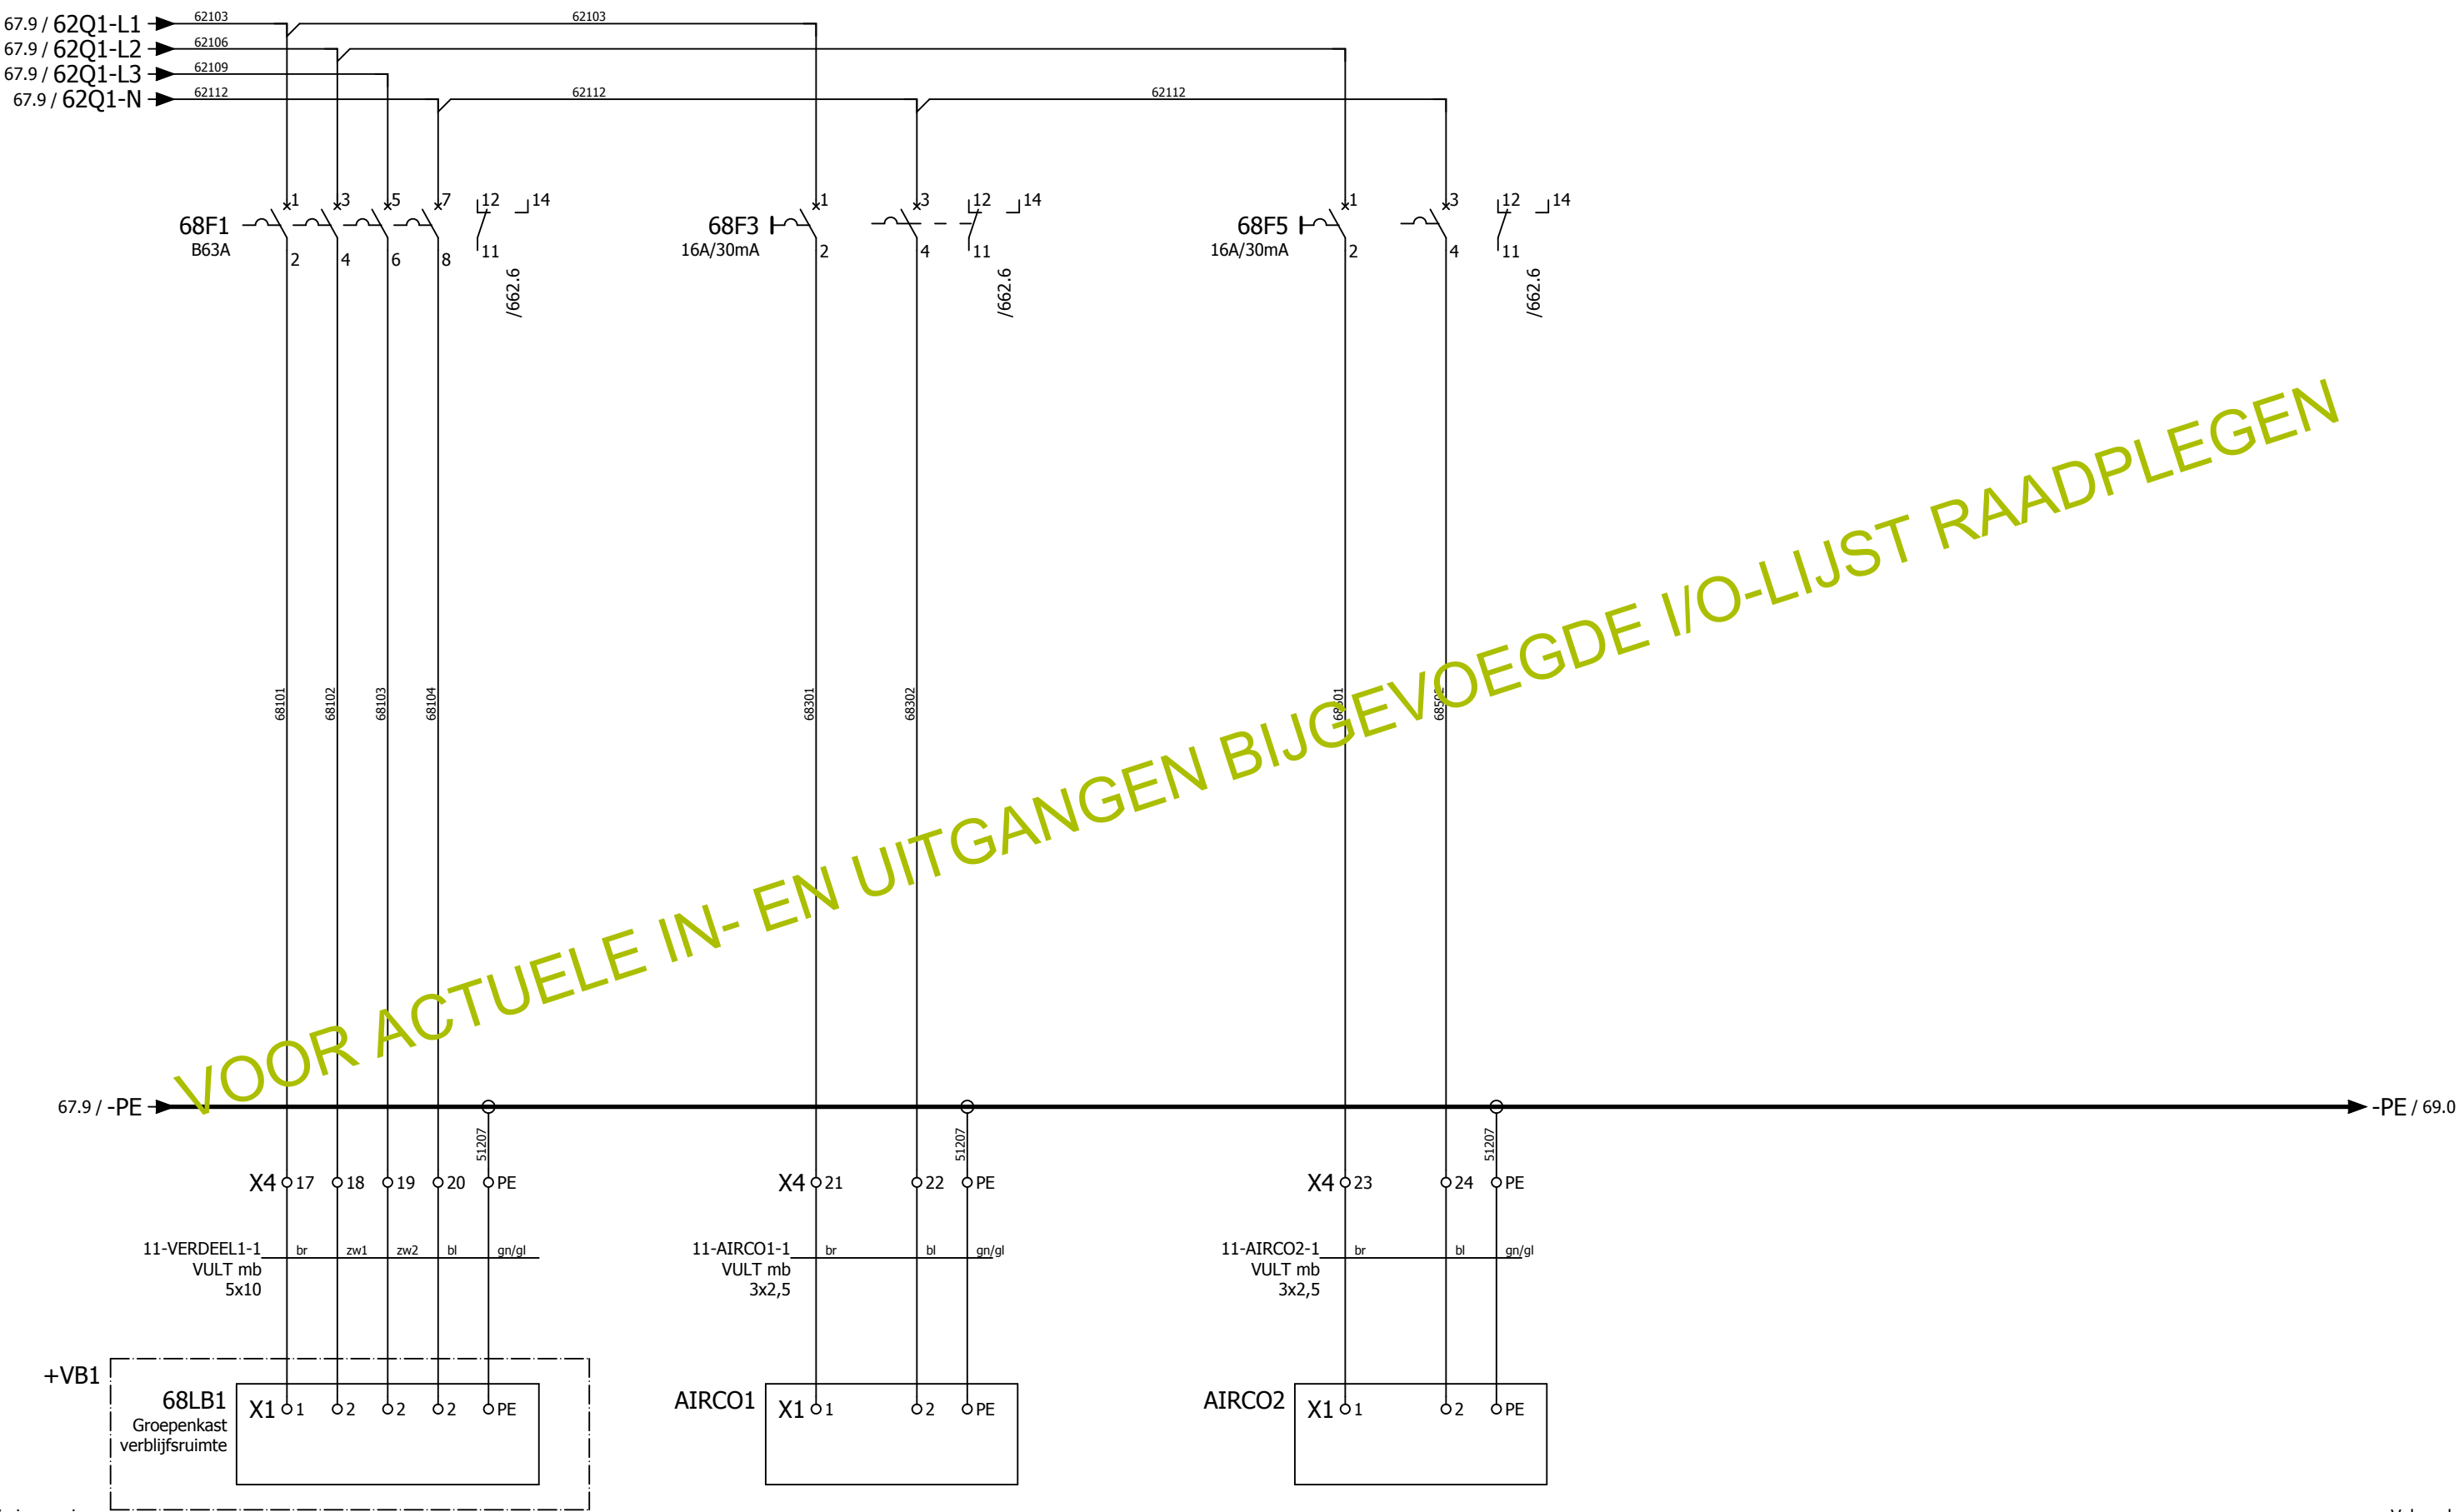 67.9 / 62Q1-L1 62103 62103
67.9 / 62Q1-L2 62106
67.9 / 62Q1-L3 62109
67.9 / 62Q1-N 62112 62112 62112
68F1
B63A
1 3 5 7 12 14
2 4 6 8 11
/662.6
68F3
16A/30mA
1 3 12 14
2 4 11
/662.6
68F5
16A/30mA
1 3 12 14
2 4 11
/662.6
68101 68102 68103 68104 68301 68302 68501 68502
VOOR ACTUELE IN- EN UITGANGEN BIJGEVOEGDE I/O-LIJST RAADPLEGEN
67.9 / -PE
-PE / 69.0
51207 51207 51207
X4 17 18 19 20 PE
X4 21 22 PE
X4 23 24 PE
11-VERDEEL1-1 br zw1 zw2 bl gn/gl
VULT mb
5x10
11-AIRCO1-1 br bl gn/gl
VULT mb
3x2,5
11-AIRCO2-1 br bl gn/gl
VULT mb
3x2,5
+VB1
68LB1
Groepenkast
verblijfsruimte
X1 1 2 2 2 PE
AIRCO1
X1 1 2 PE
AIRCO2
X1 1 2 PE